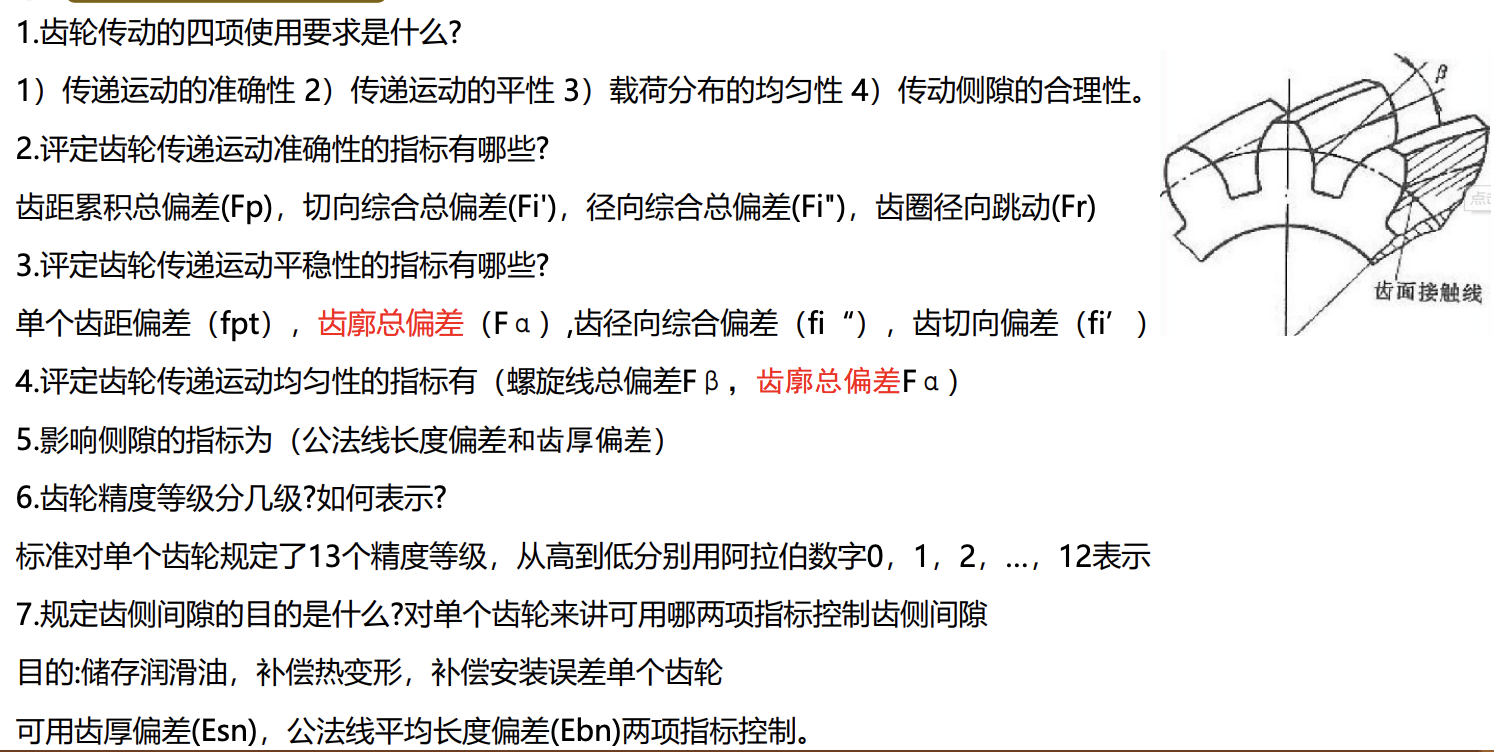 1.齿轮传动的四项使用要求是什么?
1）传递运动的准确性 2）传递运动的平性 3）载荷分布的均匀性 4）传动侧隙的合理性。
2.评定齿轮传递运动准确性的指标有哪些?
齿距累积总偏差(Fp)，切向综合总偏差(Fi')，径向综合总偏差(Fi")，齿圈径向跳动(Fr)
3.评定齿轮传递运动平稳性的指标有哪些?
单个齿距偏差（fpt），齿廓总偏差（Fα）,齿径向综合偏差（fi“），齿切向偏差（fi’）
4.评定齿轮传递运动均匀性的指标有（螺旋线总偏差Fβ，齿廓总偏差Fα）
5.影响侧隙的指标为（公法线长度偏差和齿厚偏差）
6.齿轮精度等级分几级?如何表示?
标准对单个齿轮规定了13个精度等级，从高到低分别用阿拉伯数字0，1，2，…，12表示
7.规定齿侧间隙的目的是什么?对单个齿轮来讲可用哪两项指标控制齿侧间隙
目的:储存润滑油，补偿热变形，补偿安装误差单个齿轮
可用齿厚偏差(Esn)，公法线平均长度偏差(Ebn)两项指标控制。
β
点击
齿面接触线